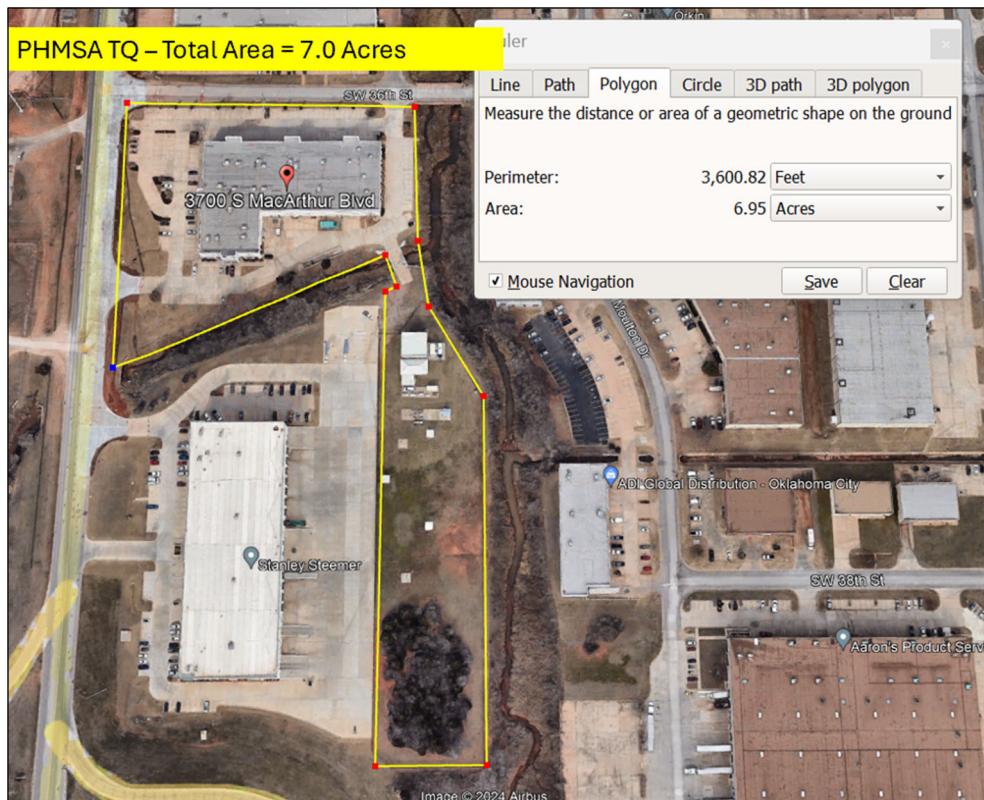 PHMSA TQ – Total Area = 7.0 Acres
Orkin
uler
Line Path Polygon Circle 3D path 3D polygon
Measure the distance or area of a geometric shape on the ground
Perimeter: 3,600.82 Feet
Area: 6.95 Acres
Mouse Navigation Save Clear
SW 36th St
3700 S MacArthur Blvd
Moulton Dr
ADI Global Distribution - Oklahoma City
Stanley Steemer
SW 38th St
Aaron's Product Serv
Image © 2024 Airbus